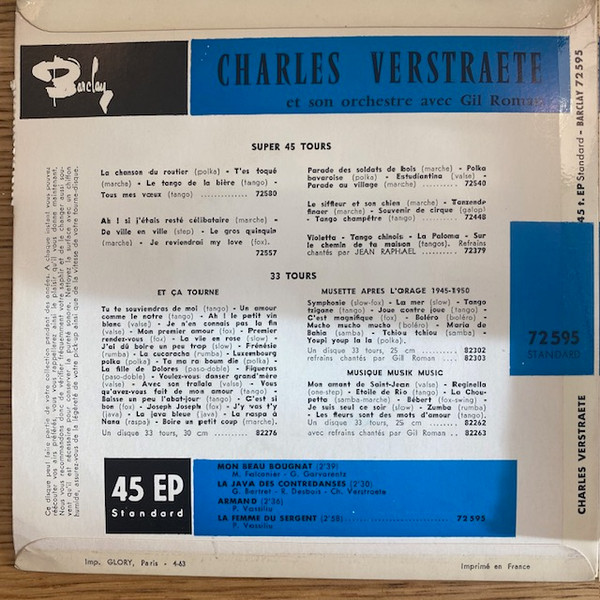 Barclay
CHARLES VERSTRAETE
et son orchestre avec Gil Roman
SUPER 45 TOURS
La chanson du routier (polka) - T'es toqué
(marche) - Le tango de la bière (tango) -
Tous mes vœux (tango) ............ 72580
Ah ! si j'étais resté célibataire (marche) -
De ville en ville (step) - Le gros quinquin
(marche) - Je reviendrai my love (fox).
72557
Parade des soldats de bois (marche) - Polka
bavaroise (polka) - Estudiantina (valse) -
Parade au village (marche) .......... 72540
Le siffleur et son chien (marche) - Tanzende
finger (marche) - Souvenir de cirque (galop)
- Tango champêtre (tango) ............ 72448
Violetta - Tango chinois - La Paloma - Sur
le chemin de ta maison (tangos). Refrains
chantés par JEAN RAPHAEL .......... 72379
33 TOURS
ET ÇA TOURNE
Tu te souviendras de moi (tango) - Un amour
comme le notre (tango) - Ah ! le petit vin
blanc (valse) - Je n'en connais pas la fin
(valse) - Mon premier amour (fox) - Premier
rendez-vous (fox) - La vie en rose (slow) -
J'ai dû boire un peu trop (slow) - Frénésie
(rumba) - La cucaracha (rumba) - Luxembourg
polka (polka) - Ta ma ra boum die (fox) -
La fille de Dolores (paso-doble) - Figueras
(paso-doble) - Voulez-vous danser grand'mère
(valse) - Avec son trailala (valse) - Vous
qu'avez-vous fait de mon amour (tango) -
Baisse un peu l'abat-jour (tango) - C'est si
bon (fox) - Joseph Joseph (fox) - J'y vas t'y
(java) - La java bleue (java) - La raspa à
Nana (raspa) - Boire un petit coup (marche).
Un disque 33 tours, 30 cm .......... 82276
MUSETTE APRES L'ORAGE 1945-1950
Symphonie (slow-fox) - La mer (slow) - Tango
tzigane (tango) - Joue contre joue (tango) -
C'est magnifique (fox) - Boléro (boléro) -
Mucho mucho mucho (boléro) - Maria de
Bahia (samba) - Tchiou tchiou (samba) -
Youpi youp la la (polka).
Un disque 33 tours, 25 cm ........ 82302
refrains chantés par Gil Roman .... 82303
MUSIQUE MUSIK MUSIC
Mon amant de Saint-Jean (valse) - Reginella
(one-step) - Etoile de Rio (tango) - La Chou-
petta (samba-marche) - Bébert (fox-swing) -
Je suis seul ce soir (slow) - Zumba (rumba)
- Les fleurs sont des mots d'amour (tango).
Un disque 33 tours, 25 cm ........ 82262
avec refrains chantés par Gil Roman .. 82263
45 EP
Standard
MON BEAU BOUGNAT (2'39)
M. Falconier - G. Garvarentz
LA JAVA DES CONTREDANSES (2'30)
G. Bertret - R. Desbois - Ch. Verstraete
ARMAND (2'36)
P. Vassiliu
LA FEMME DU SERGENT (2'58) .................... 72595
P. Vassiliu
72 595
STANDARD
Imp. GLORY, Paris - 4-63
Imprimé en France
CHARLES VERSTRAETE
45 t. EP Standard - BARCLAY 72595